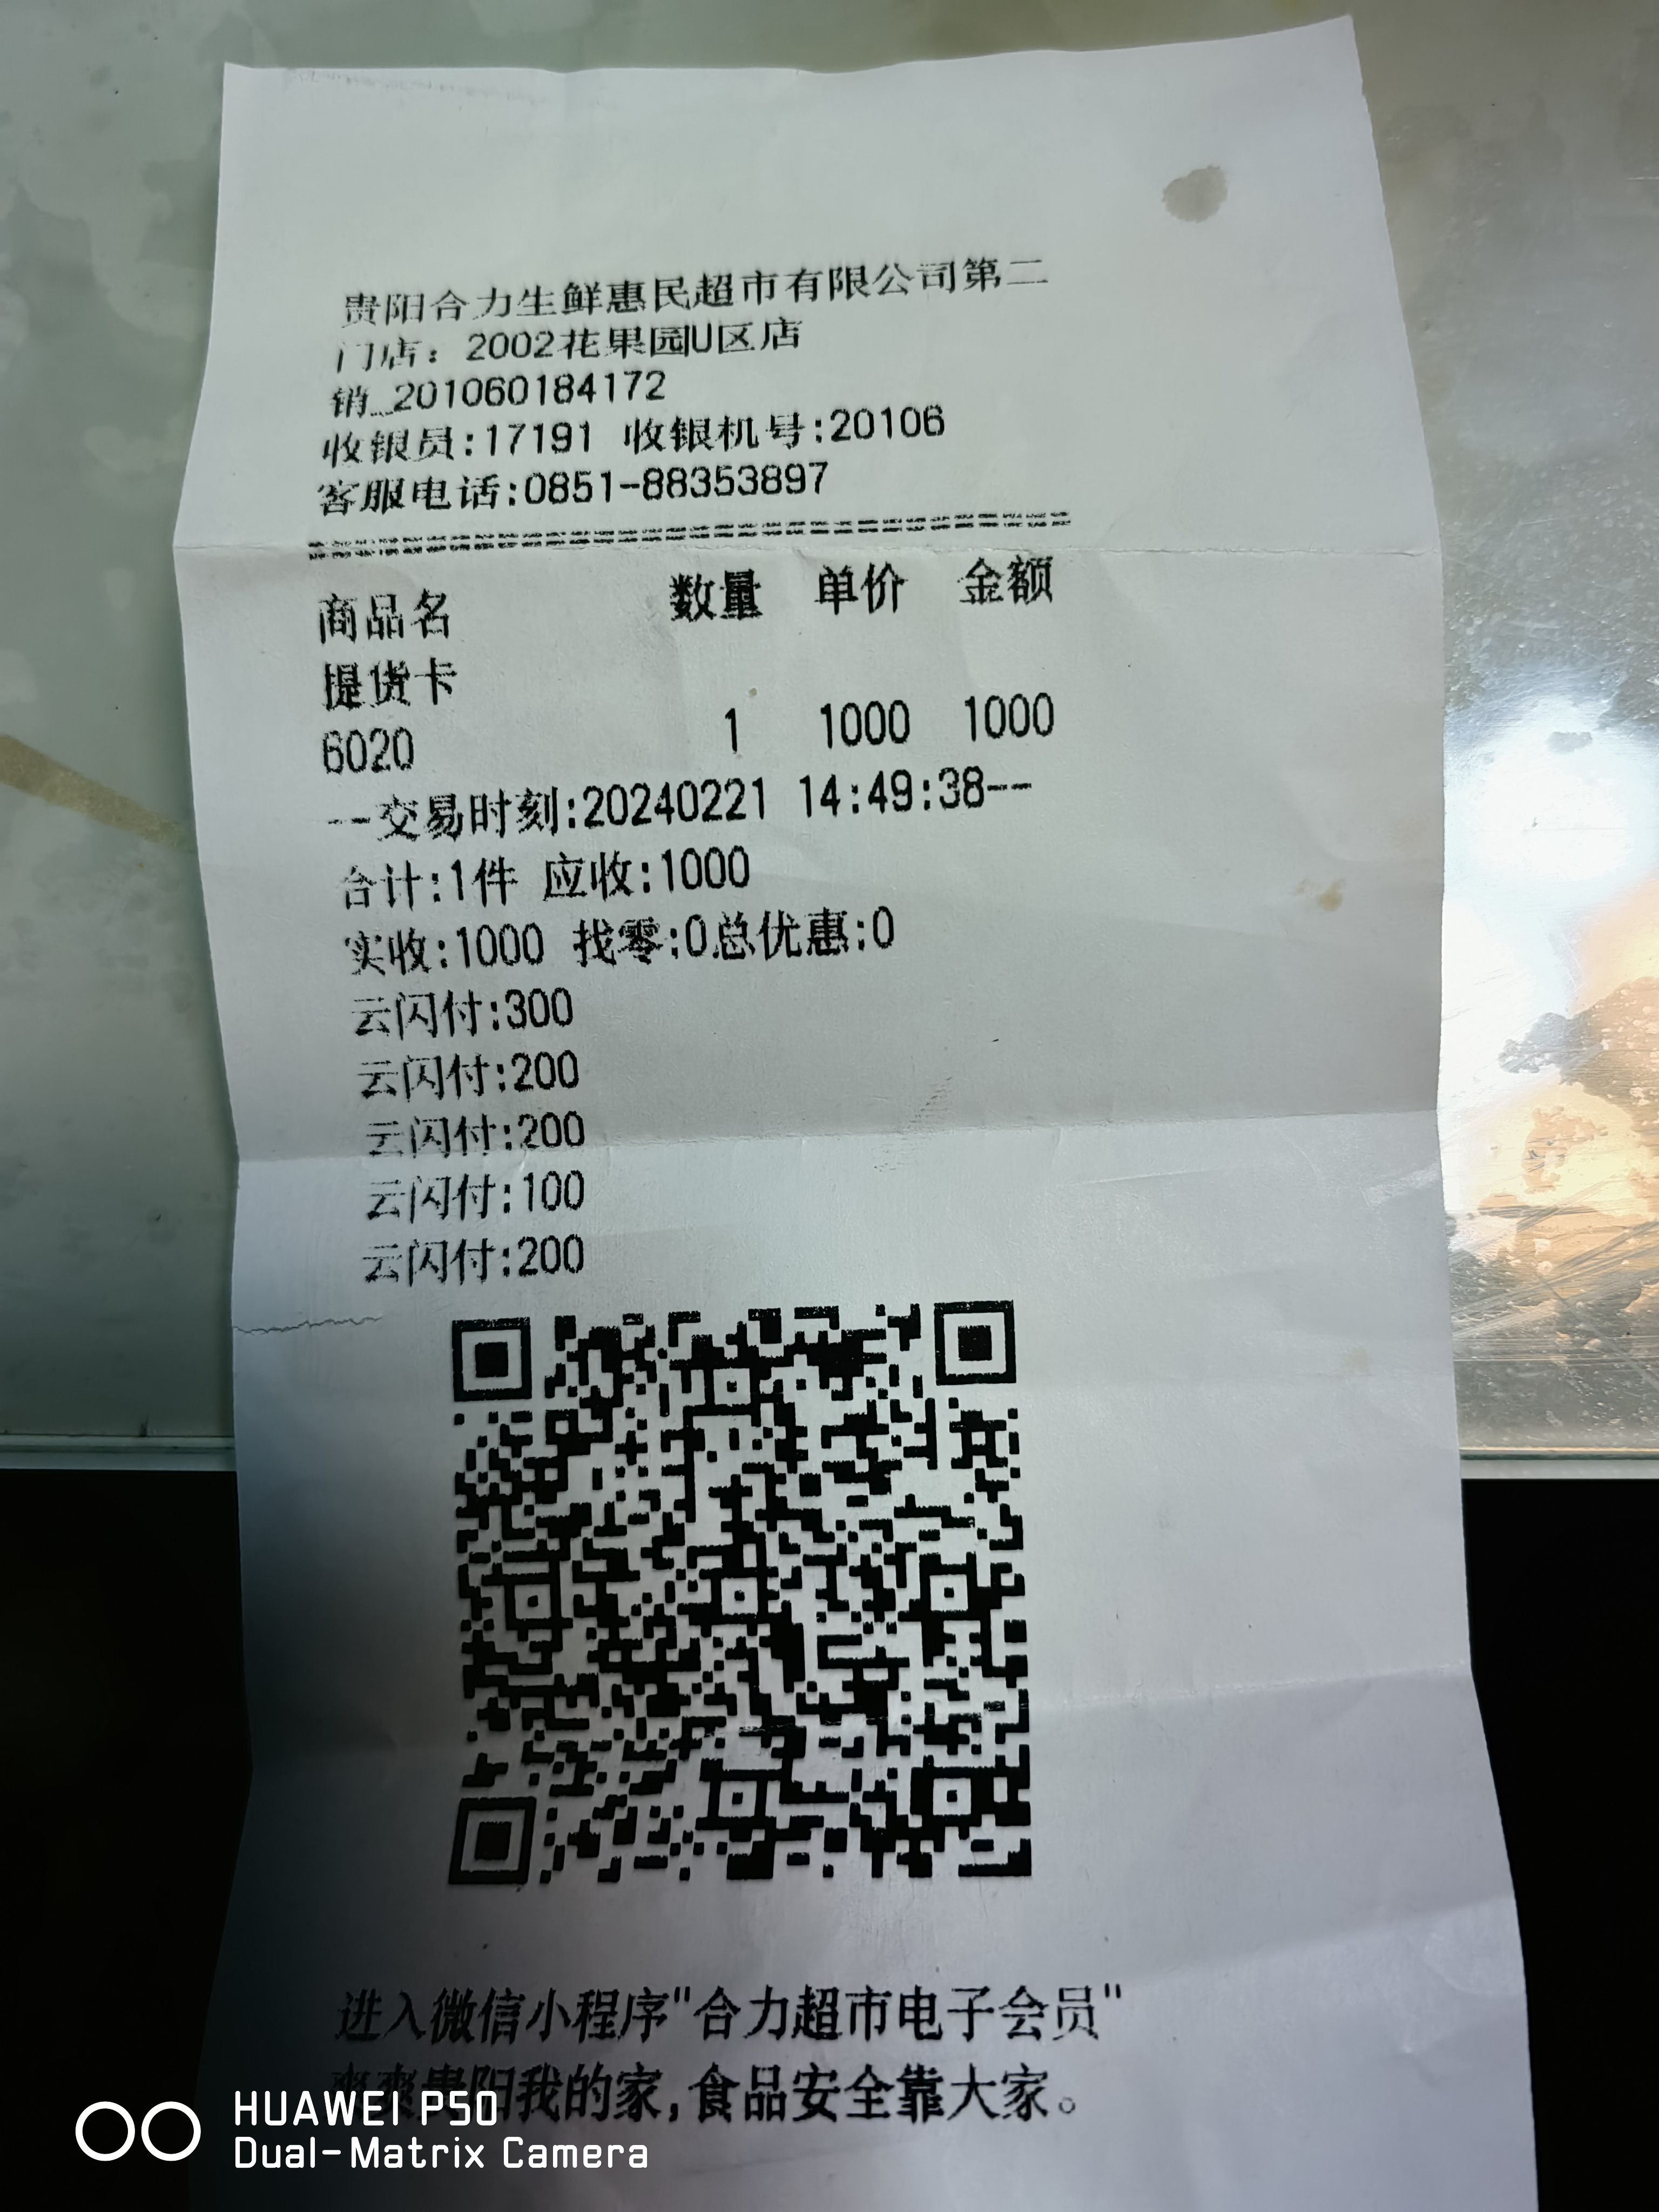 贵阳合力生鲜惠民超市有限公司第二
门店：2002花果园U区店
销_201060184172
收银员:17191 收银机号:20106
客服电话:0851-88353897
商品名 数量 单价 金额
提货卡
6020 1 1000 1000
--交易时刻:20240221 14:49:38--
合计:1件 应收:1000
实收:1000 找零:0总优惠:0
云闪付:300
云闪付:200
云闪付:200
云闪付:100
云闪付:200
进入微信小程序"合力超市电子会员"
爽爽贵阳我的家,食品安全靠大家。
HUAWEI P50
Dual-Matrix Camera